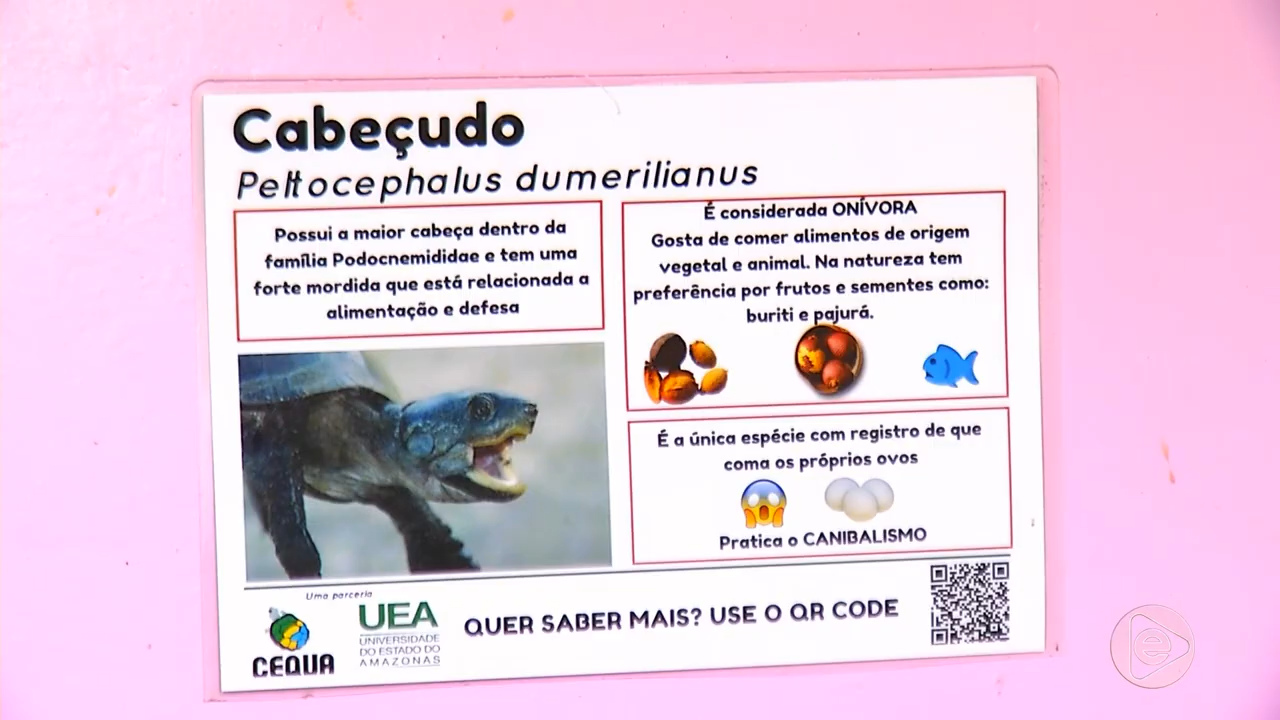 Cabeçudo
Peltocephalus dumerilianus
Possui a maior cabeça dentro da
família Podocnemididae e tem uma
forte mordida que está relacionada a
alimentação e defesa
É considerada ONÍVORA
Gosta de comer alimentos de origem
vegetal e animal. Na natureza tem
preferência por frutos e sementes como:
buriti e pajurá.
É a única espécie com registro de que
coma os próprios ovos
Pratica o CANIBALISMO
Uma parceria
CEQUA
UEA
UNIVERSIDADE
DO ESTADO DO
AMAZONAS
QUER SABER MAIS? USE O QR CODE
e